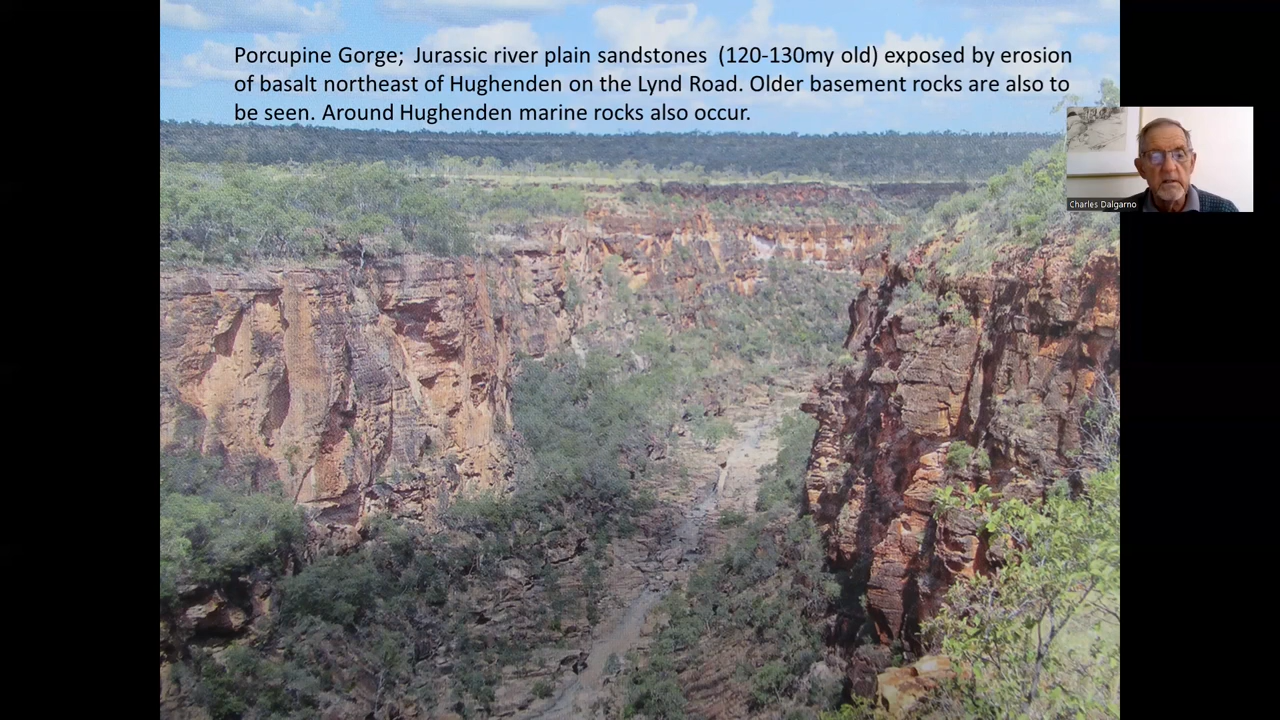 Porcupine Gorge; Jurassic river plain sandstones (120-130my old) exposed by erosion
of basalt northeast of Hughenden on the Lynd Road. Older basement rocks are also to
be seen. Around Hughenden marine rocks also occur.
Charles Dalgarno